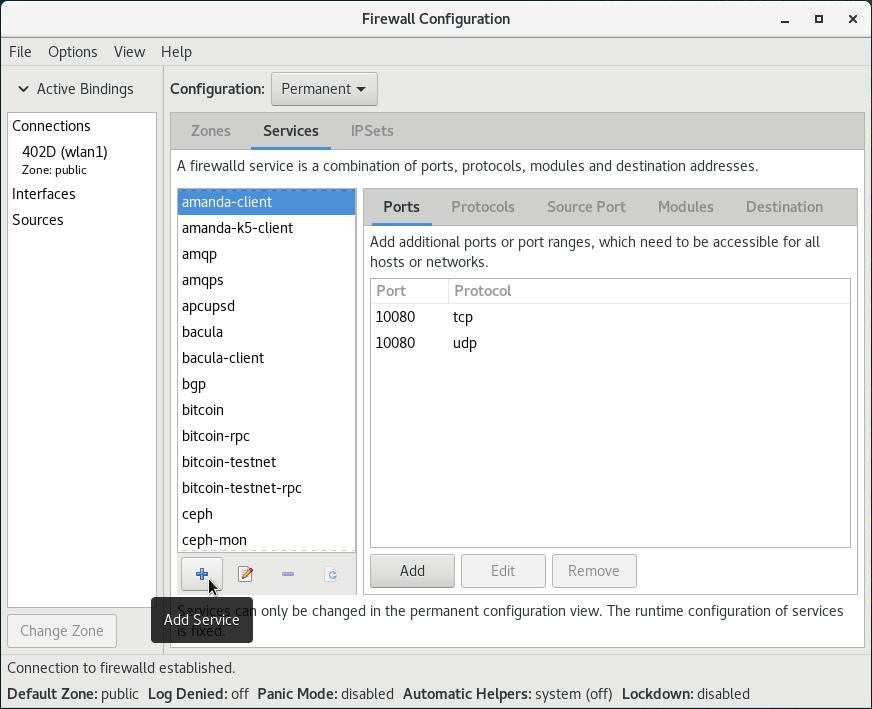 Firewall Configuration
File Options View Help
Active Bindings
Configuration: Permanent
Connections
402D (wlan1)
Zone: public
Interfaces
Sources
Change Zone
Zones Services IPSets
A firewalld service is a combination of ports, protocols, modules and destination addresses.
amanda-client
amanda-k5-client
amqp
amqps
apcupsd
bacula
bacula-client
bgp
bitcoin
bitcoin-rpc
bitcoin-testnet
bitcoin-testnet-rpc
ceph
ceph-mon
Ports Protocols Source Port Modules Destination
Add additional ports or port ranges, which need to be accessible for all
hosts or networks.
Port Protocol
10080 tcp
10080 udp
Add Edit Remove
Services can only be changed in the permanent configuration view. The runtime configuration of services
is fixed.
Add Service
Connection to firewalld established.
Default Zone: public Log Denied: off Panic Mode: disabled Automatic Helpers: system (off) Lockdown: disabled